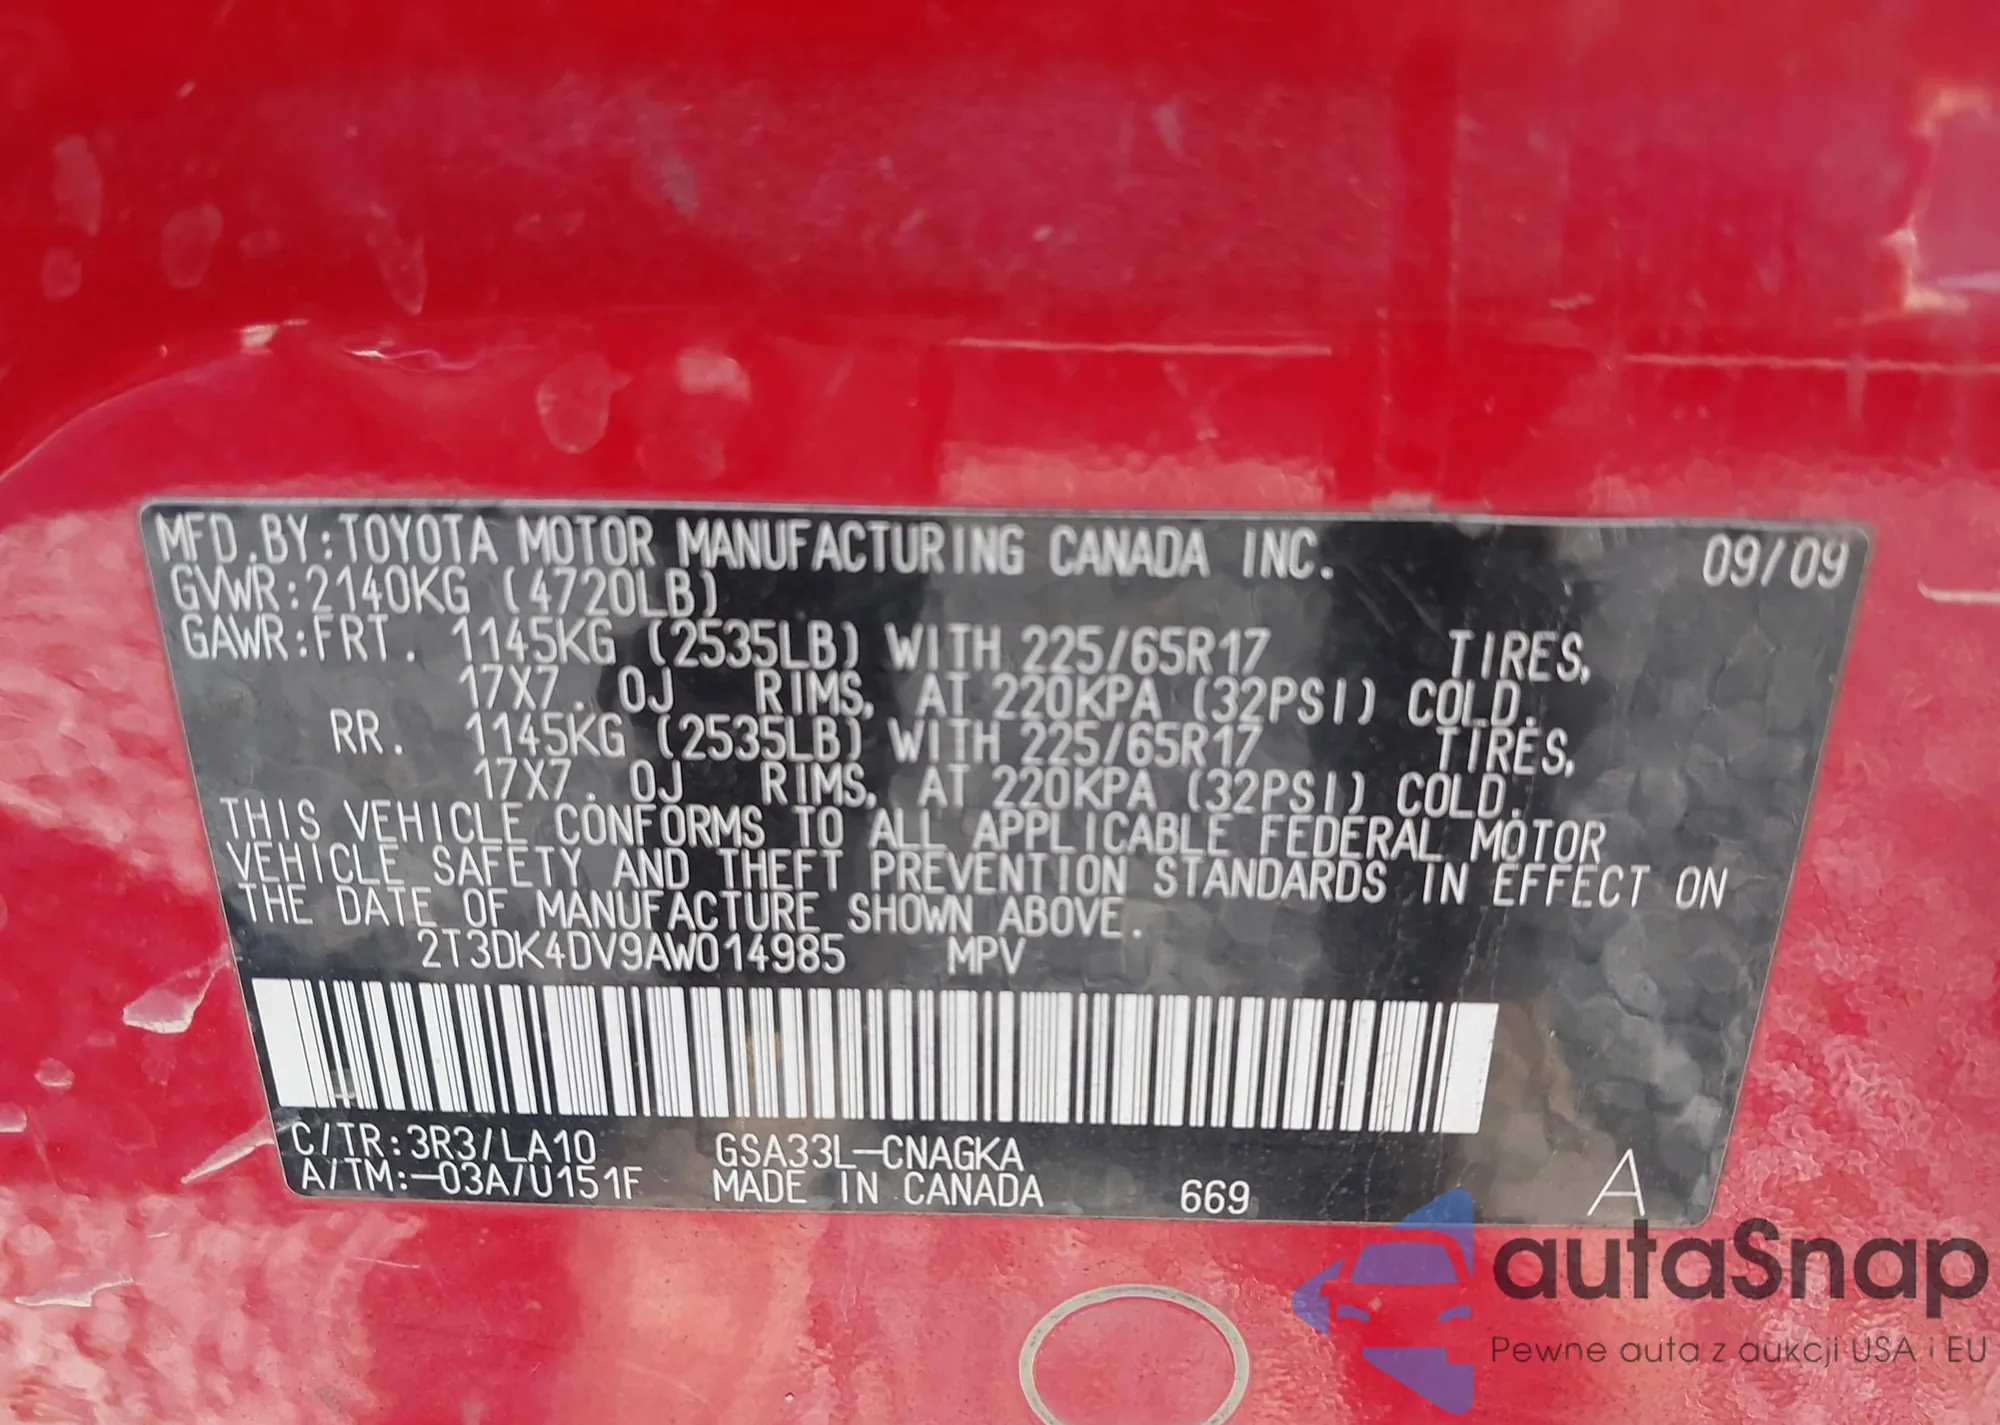 MFD.BY:TOYOTA MOTOR MANUFACTURING CANADA INC. 09/09
GVWR:2140KG (4720LB)
GAWR:FRT. 1145KG (2535LB) WITH 225/65R17 TIRES,
17X7. 0J RIMS, AT 220KPA (32PSI) COLD.
RR. 1145KG (2535LB) WITH 225/65R17 TIRES,
17X7. 0J RIMS, AT 220KPA (32PSI) COLD.
THIS VEHICLE CONFORMS TO ALL APPLICABLE FEDERAL MOTOR
VEHICLE SAFETY AND THEFT PREVENTION STANDARDS IN EFFECT ON
THE DATE OF MANUFACTURE SHOWN ABOVE.
2T3DK4DV9AW014985 MPV
C/TR:3R3/LA10 GSA33L-CNAGKA
A/TM:-03A/U151F MADE IN CANADA 669 A
autaSnap
Pewne auta z aukcji USA i EU